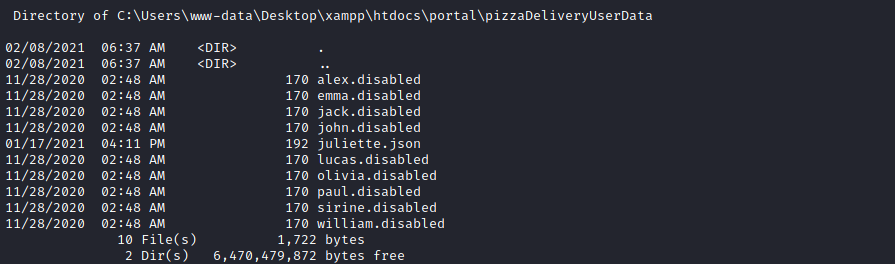 Directory of C:\Users\www-data\Desktop\xampp\htdocs\portal\pizzaDeliveryUserData
02/08/2021  06:37 AM    <DIR>          .
02/08/2021  06:37 AM    <DIR>          ..
11/28/2020  02:48 AM               170 alex.disabled
11/28/2020  02:48 AM               170 emma.disabled
11/28/2020  02:48 AM               170 jack.disabled
11/28/2020  02:48 AM               170 john.disabled
01/17/2021  04:11 PM               192 juliette.json
11/28/2020  02:48 AM               170 lucas.disabled
11/28/2020  02:48 AM               170 olivia.disabled
11/28/2020  02:48 AM               170 paul.disabled
11/28/2020  02:48 AM               170 sirine.disabled
11/28/2020  02:48 AM               170 william.disabled
              10 File(s)          1,722 bytes
               2 Dir(s)   6,470,479,872 bytes free